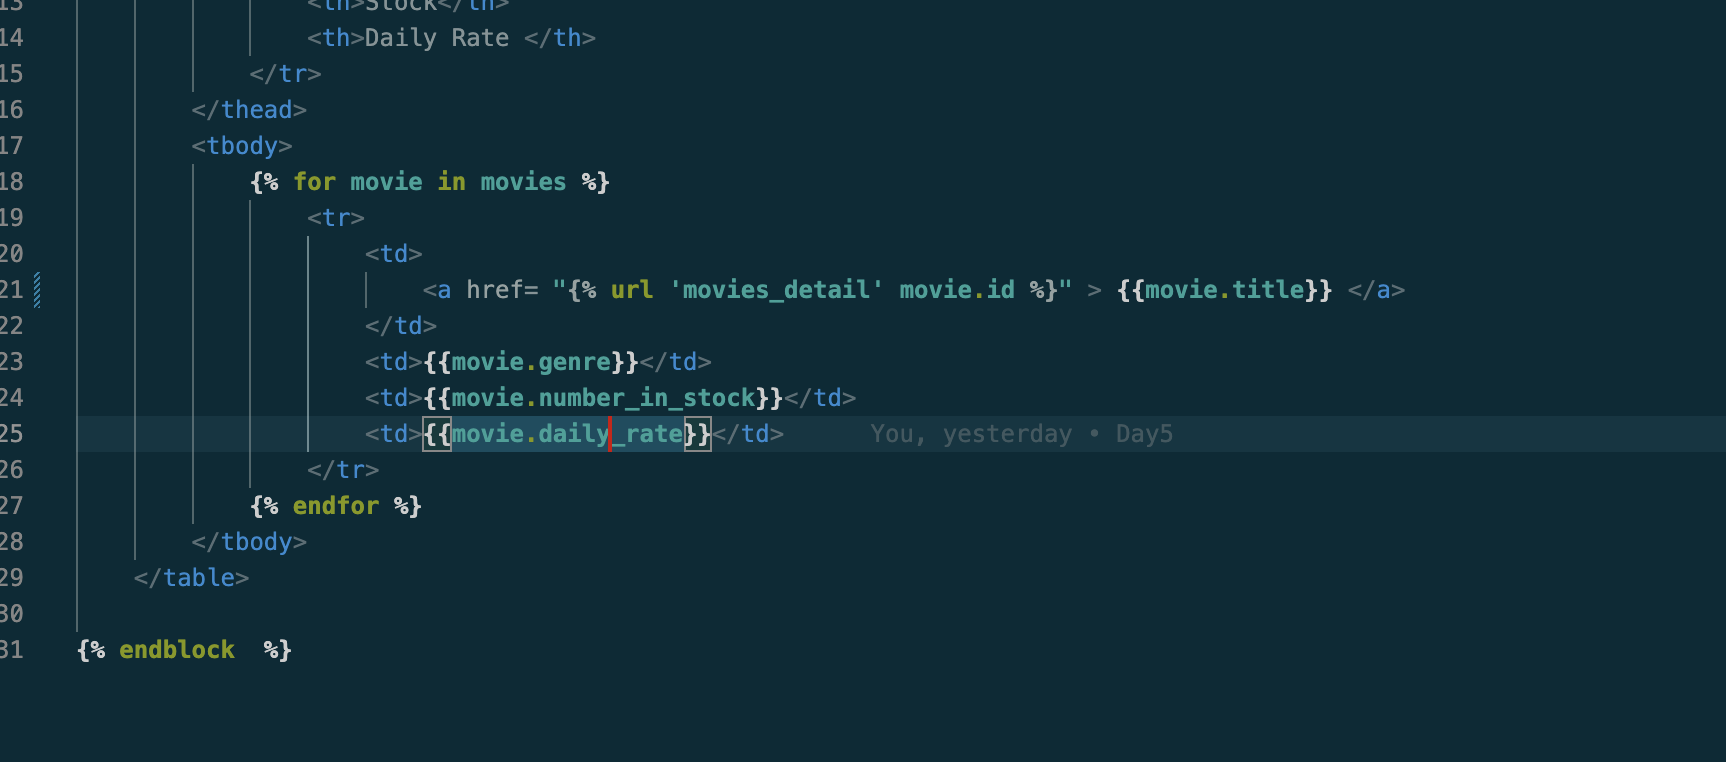 13 <th>Stock</th>
14 <th>Daily Rate </th>
15 </tr>
16 </thead>
17 <tbody>
18 {% for movie in movies %}
19 <tr>
20 <td>
21 <a href= "{% url 'movies_detail' movie.id %}" > {{movie.title}} </a>
22 </td>
23 <td>{{movie.genre}}</td>
24 <td>{{movie.number_in_stock}}</td>
25 <td>{{movie.daily_rate}}</td> You, yesterday • Day5
26 </tr>
27 {% endfor %}
28 </tbody>
29 </table>
30
31 {% endblock  %}